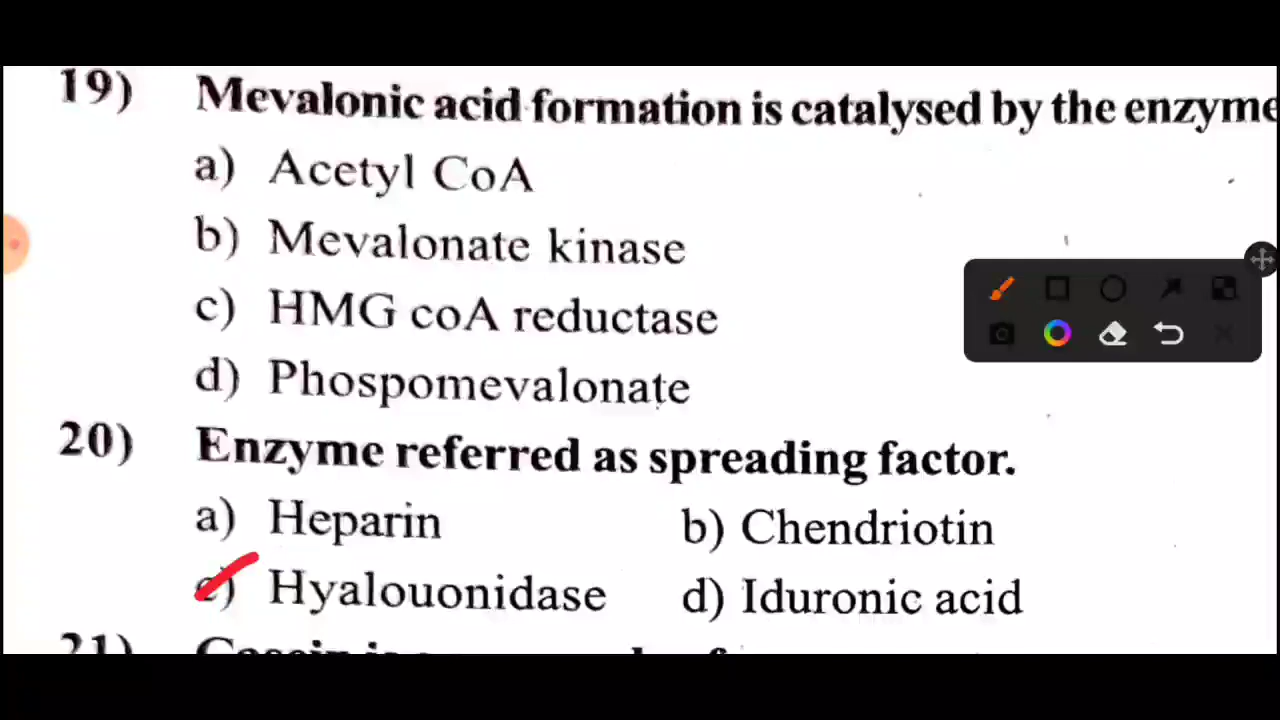 19) Mevalonic acid formation is catalysed by the enzyme
a) Acetyl CoA
b) Mevalonate kinase
c) HMG coA reductase
d) Phospomevalonate
20) Enzyme referred as spreading factor.
a) Heparin b) Chendriotin
c) Hyalouonidase d) Iduronic acid
21)